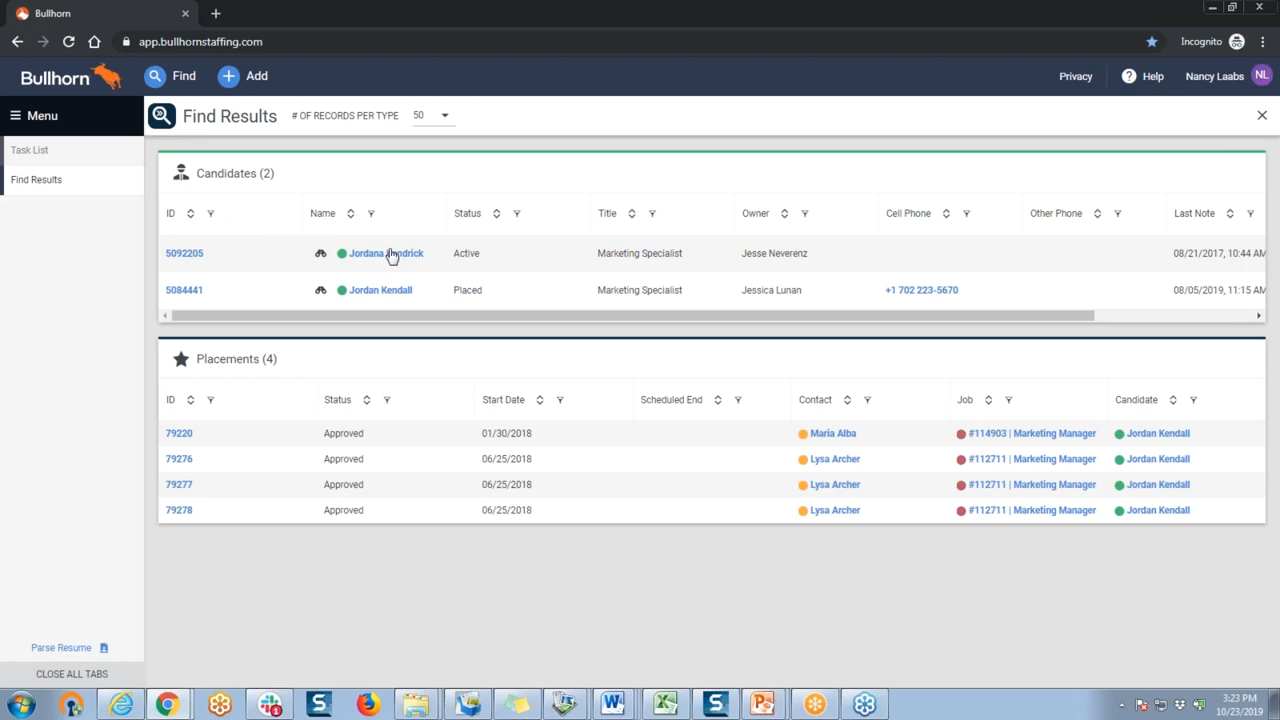 Bullhorn
app.bullhornstaffing.com
Incognito
Bullhorn
Find
Add
Privacy
Help
Nancy Laabs
NL
Menu
Find Results
# OF RECORDS PER TYPE
50
Task List
Find Results
Candidates (2)
ID Name Status Title Owner Cell Phone Other Phone Last Note
5092205 Active Marketing Specialist Jesse Neverenz 08/21/2017, 10:44 AM
5084441 Jordan Kendall Placed Marketing Specialist Jessica Lunan +1 702 223-5670 08/05/2019, 11:15 AM
Placements (4)
ID Status Start Date Scheduled End Contact Job Candidate
79220 Approved 01/30/2018 Maria Alba #114903 | Marketing Manager Jordan Kendall
79276 Approved 06/25/2018 Lysa Archer #112711 | Marketing Manager Jordan Kendall
79277 Approved 06/25/2018 Lysa Archer #112711 | Marketing Manager Jordan Kendall
79278 Approved 06/25/2018 Lysa Archer #112711 | Marketing Manager Jordan Kendall
Parse Resume
CLOSE ALL TABS
3:23 PM
10/23/2019